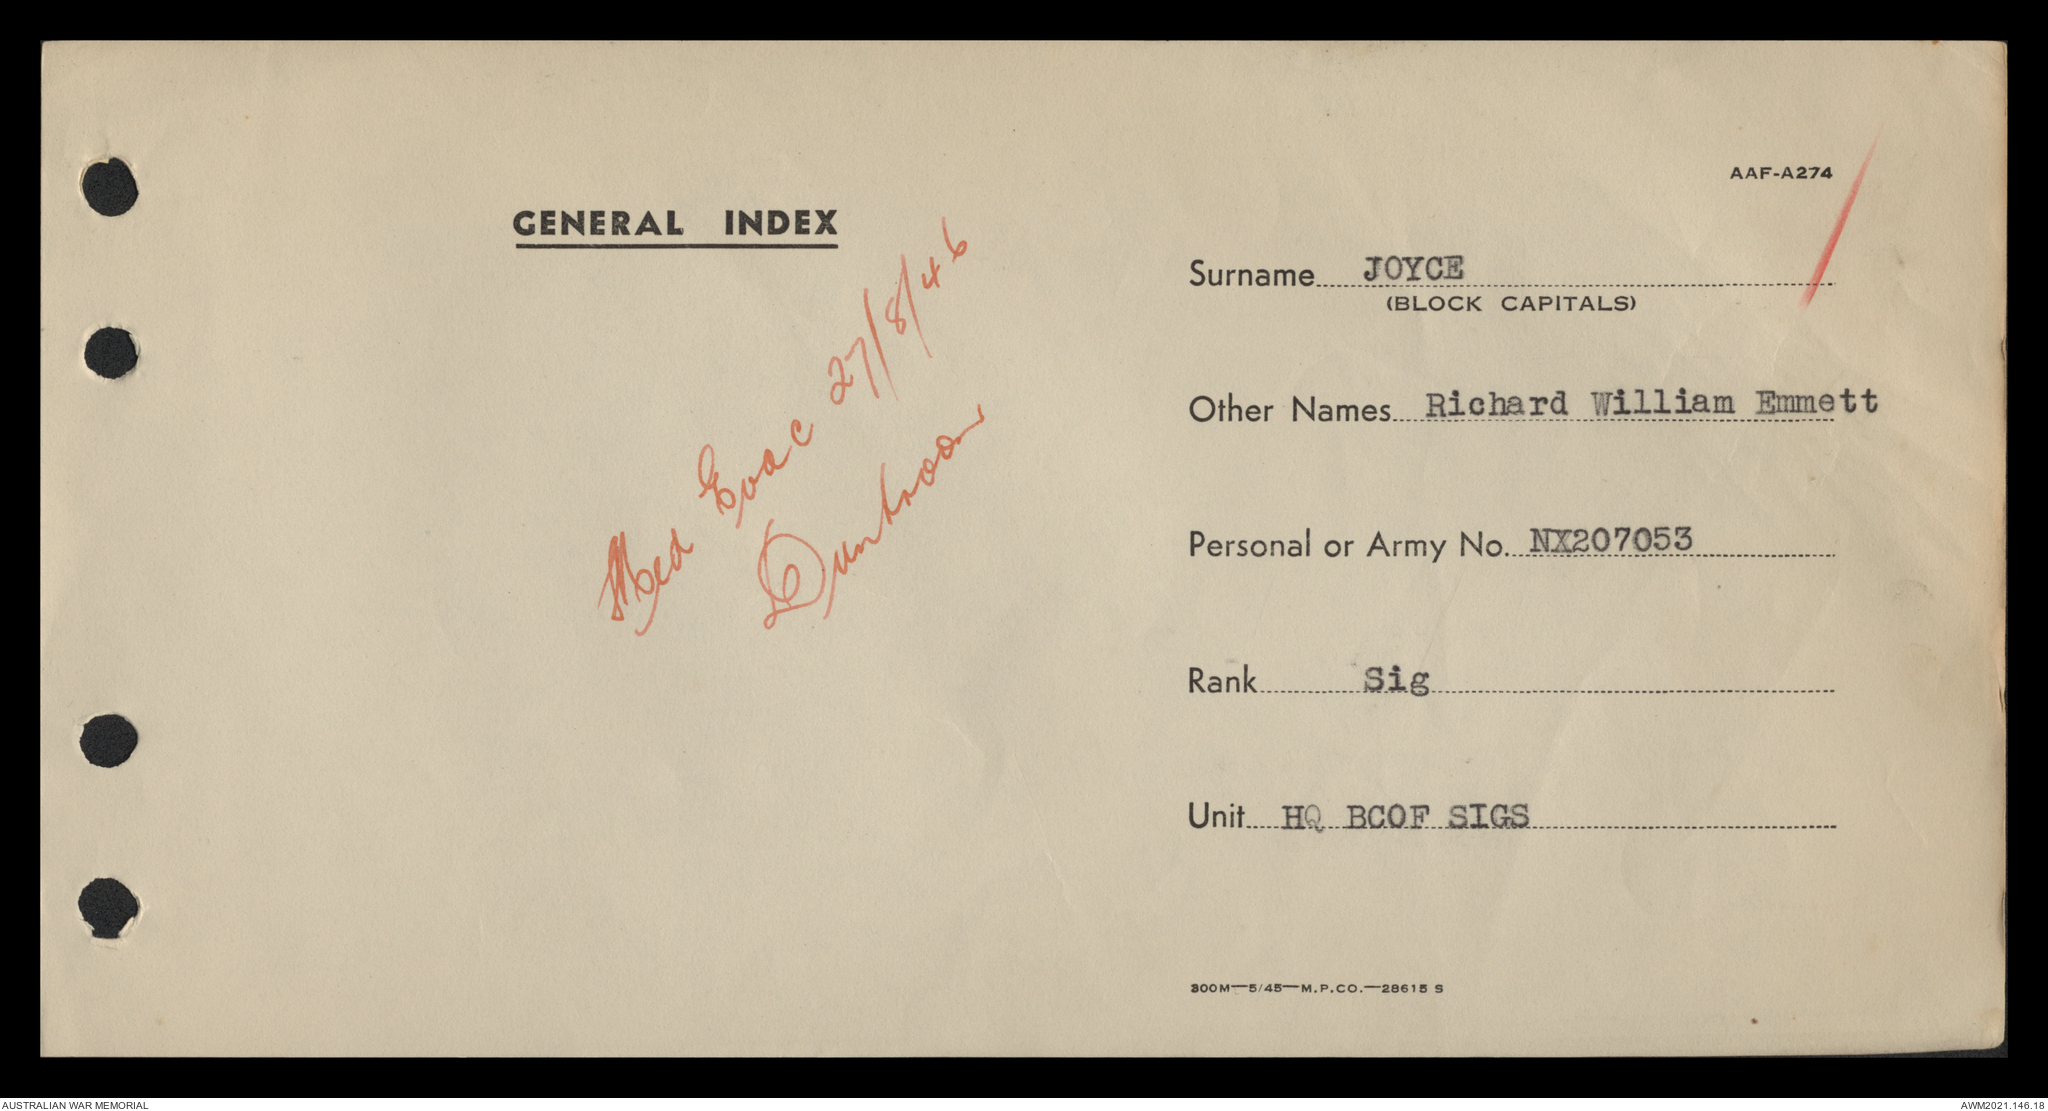 GENERAL INDEX
Med Evac 27/8/46
Duntroon
AAF-A274
Surname JOYCE
(BLOCK CAPITALS)
Other Names Richard William Emmett
Personal or Army No. NX207053
Rank Sig
Unit HQ BCOF SIGS
300M—5/45—M.P.CO.—28615 S
AUSTRALIAN WAR MEMORIAL
AWM2021.146.18